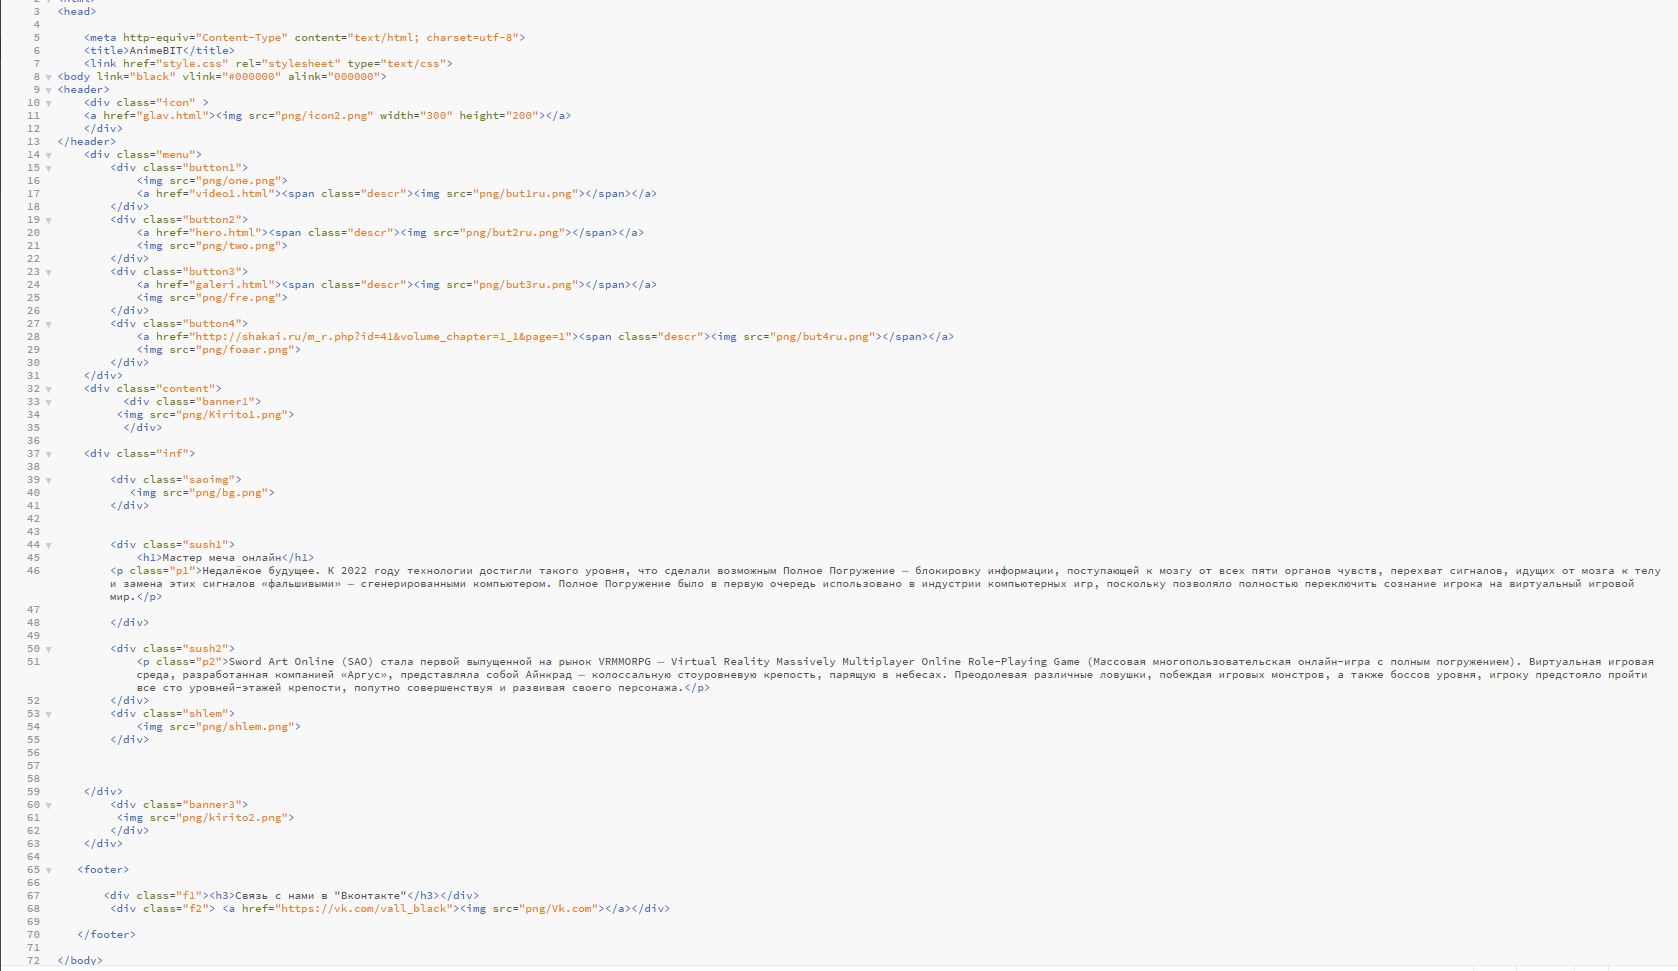 2 <html>
3 <head>
4
5 <meta http-equiv="Content-Type" content="text/html; charset=utf-8">
6 <title>AnimeBIT</title>
7 <link href="style.css" rel="stylesheet" type="text/css">
8 <body link="black" vlink="#000000" alink="000000">
9 <header>
10 <div class="icon" >
11 <a href="glav.html"><img src="png/icon2.png" width="300" height="200"></a>
12 </div>
13 </header>
14 <div class="menu">
15 <div class="button1">
16 <img src="png/one.png">
17 <a href="video1.html"><span class="descr"><img src="png/but1ru.png"></span></a>
18 </div>
19 <div class="button2">
20 <a href="hero.html"><span class="descr"><img src="png/but2ru.png"></span></a>
21 <img src="png/two.png">
22 </div>
23 <div class="button3">
24 <a href="galeri.html"><span class="descr"><img src="png/but3ru.png"></span></a>
25 <img src="png/fre.png">
26 </div>
27 <div class="button4">
28 <a href="http://shakai.ru/m_r.php?id=41&volume_chapter=1_1&page=1"><span class="descr"><img src="png/but4ru.png"></span></a>
29 <img src="png/foaar.png">
30 </div>
31 </div>
32 <div class="content">
33 <div class="banner1">
34 <img src="png/Kirito1.png">
35 </div>
36
37 <div class="inf">
38
39 <div class="saoimg">
40 <img src="png/bg.png">
41 </div>
42
43
44 <div class="sush1">
45 <h1>Мастер меча онлайн</h1>
46 <p class="p1">Недалёкое будущее. К 2022 году технологии достигли такого уровня, что сделали возможным Полное Погружение — блокировку информации, поступающей к мозгу от всех пяти органов чувств, перехват сигналов, идущих от мозга к телу
и замена этих сигналов «фальшивыми» — сгенерированными компьютером. Полное Погружение было в первую очередь использовано в индустрии компьютерных игр, поскольку позволяло полностью переключить сознание игрока на виртуальный игровой
мир.</p>
47
48 </div>
49
50 <div class="sush2">
51 <p class="p2">Sword Art Online (SAO) стала первой выпущенной на рынок VRMMORPG — Virtual Reality Massively Multiplayer Online Role-Playing Game (Массовая многопользовательская онлайн-игра с полным погружением). Виртуальная игровая
среда, разработанная компанией «Аргус», представляла собой Айнкрад — колоссальную стоуровневую крепость, парящую в небесах. Преодолевая различные ловушки, побеждая игровых монстров, а также боссов уровня, игроку предстояло пройти
все сто уровней-этажей крепости, попутно совершенствуя и развивая своего персонажа.</p>
52 </div>
53 <div class="shlem">
54 <img src="png/shlem.png">
55 </div>
56
57
58
59 </div>
60 <div class="banner3">
61 <img src="png/kirito2.png">
62 </div>
63 </div>
64
65 <footer>
66
67 <div class="f1"><h3>Связь с нами в "Вконтакте"</h3></div>
68 <div class="f2"> <a href="https://vk.com/vall_black"><img src="png/Vk.com"></a></div>
69
70 </footer>
71
72 </body>